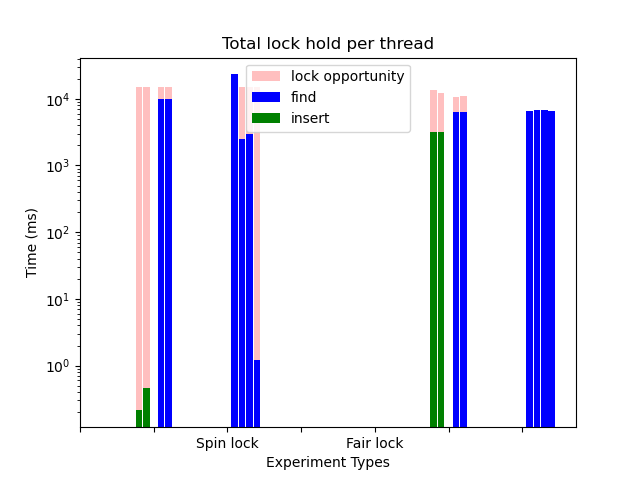 Total lock hold per thread
lock opportunity
find
insert
Time (ms)
10⁴
10³
10²
10¹
10⁰
Spin lock
Fair lock
Experiment Types